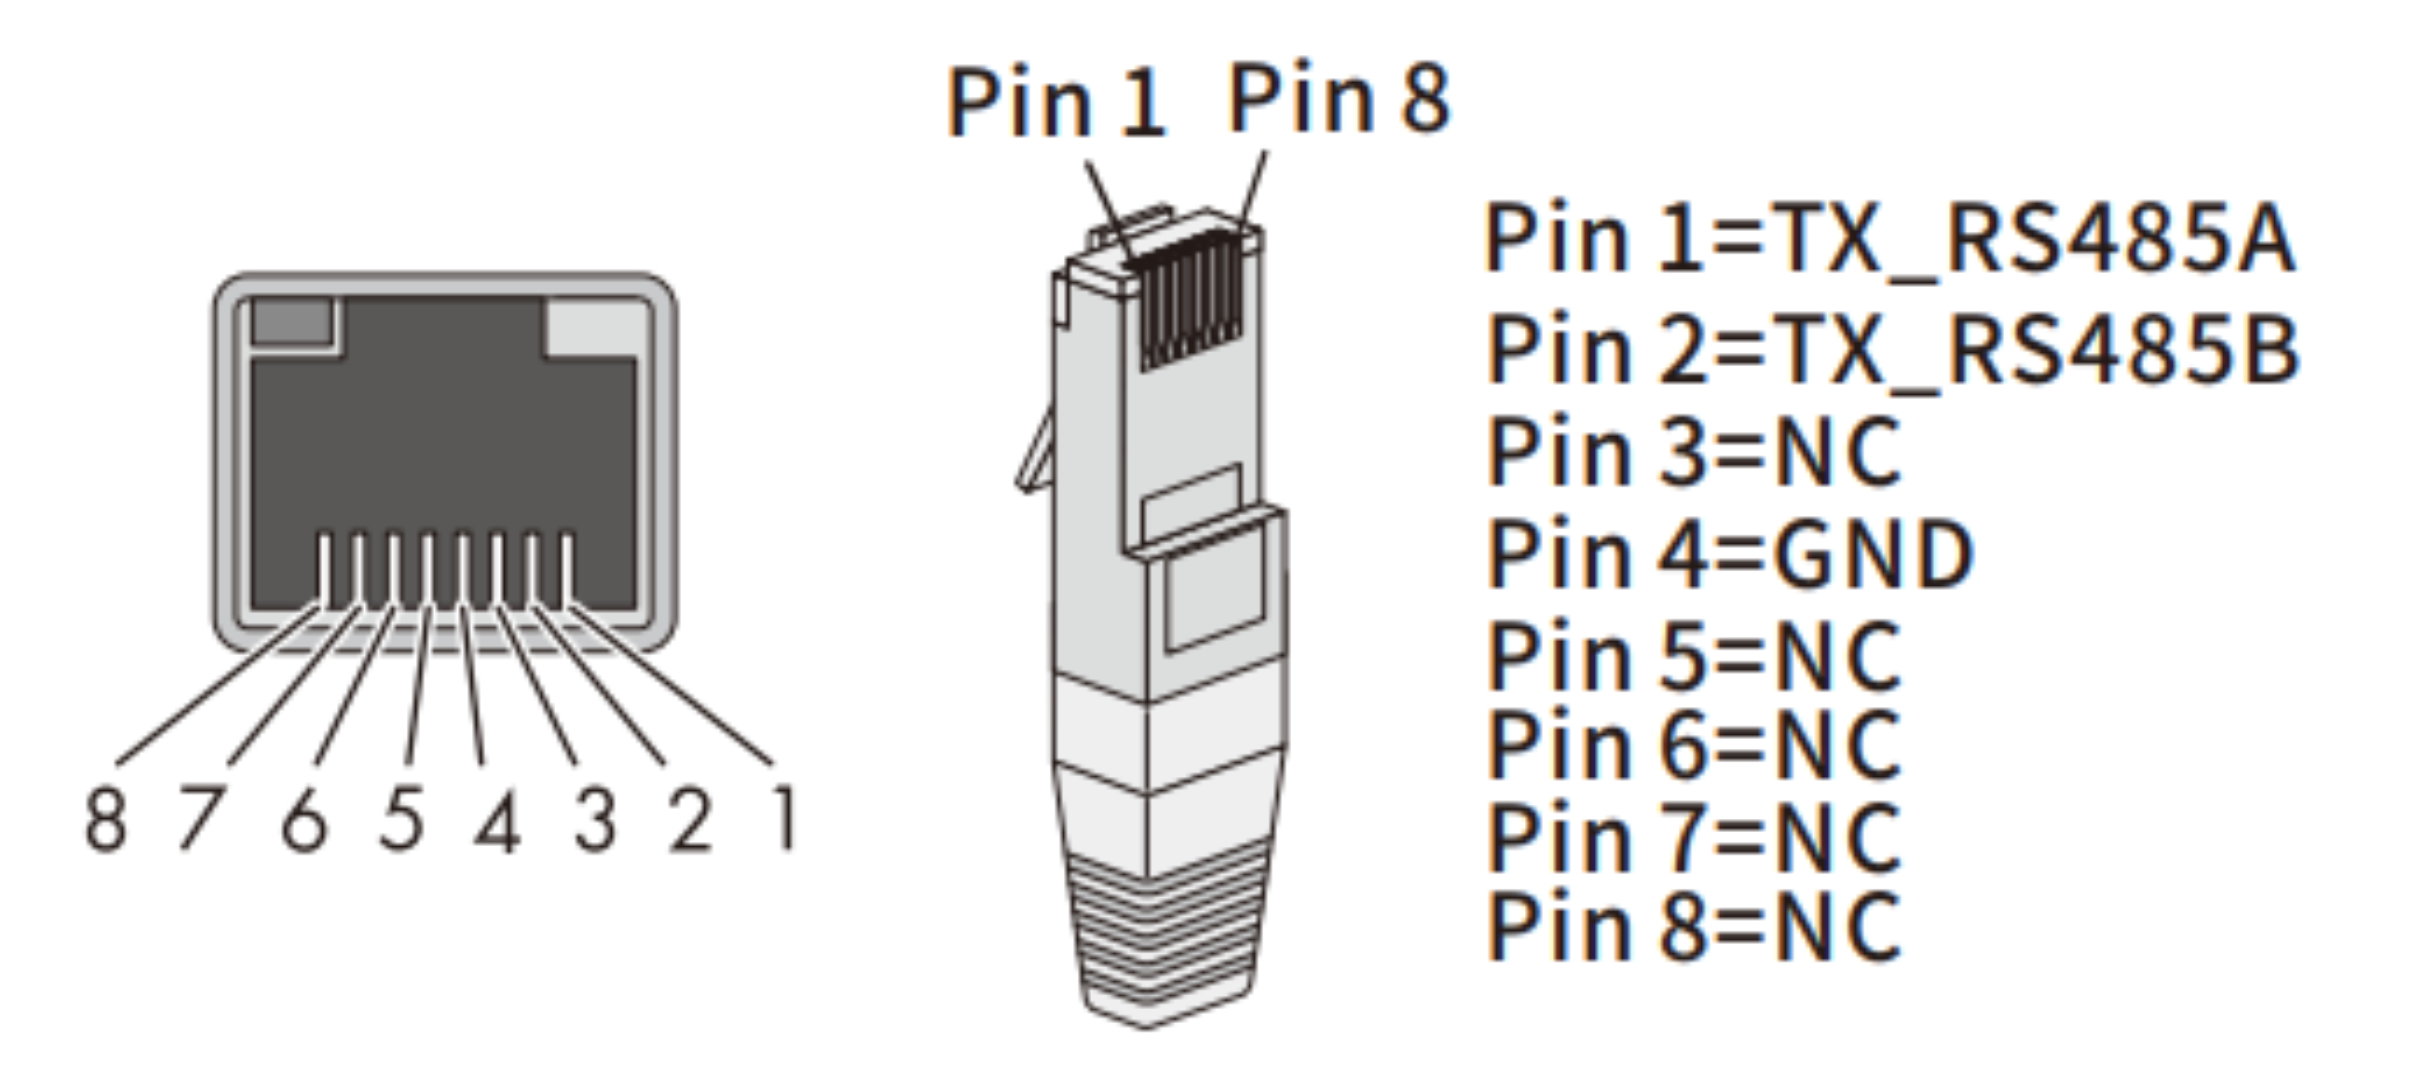 Pin 1 Pin 8
Pin 1=TX_RS485A
Pin 2=TX_RS485B
Pin 3=NC
Pin 4=GND
Pin 5=NC
Pin 6=NC
Pin 7=NC
Pin 8=NC
8 7 6 5 4 3 2 1